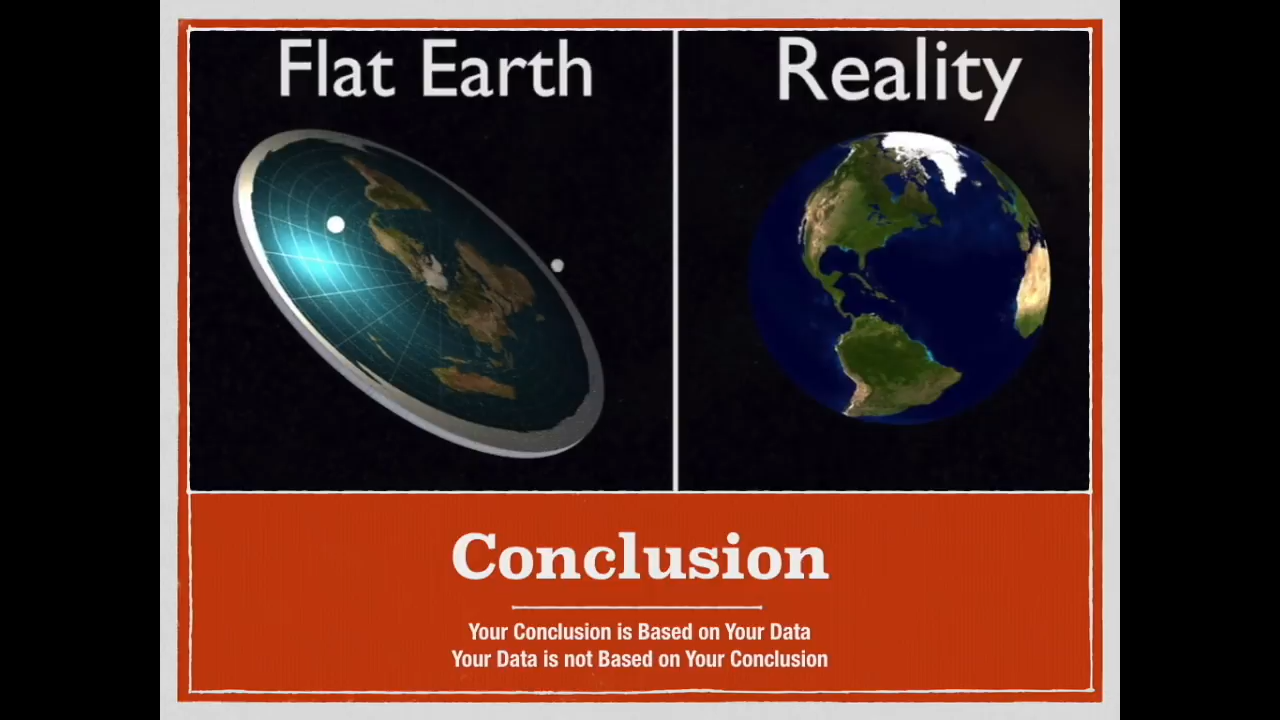 Flat Earth
Reality
Conclusion
Your Conclusion is Based on Your Data
Your Data is not Based on Your Conclusion